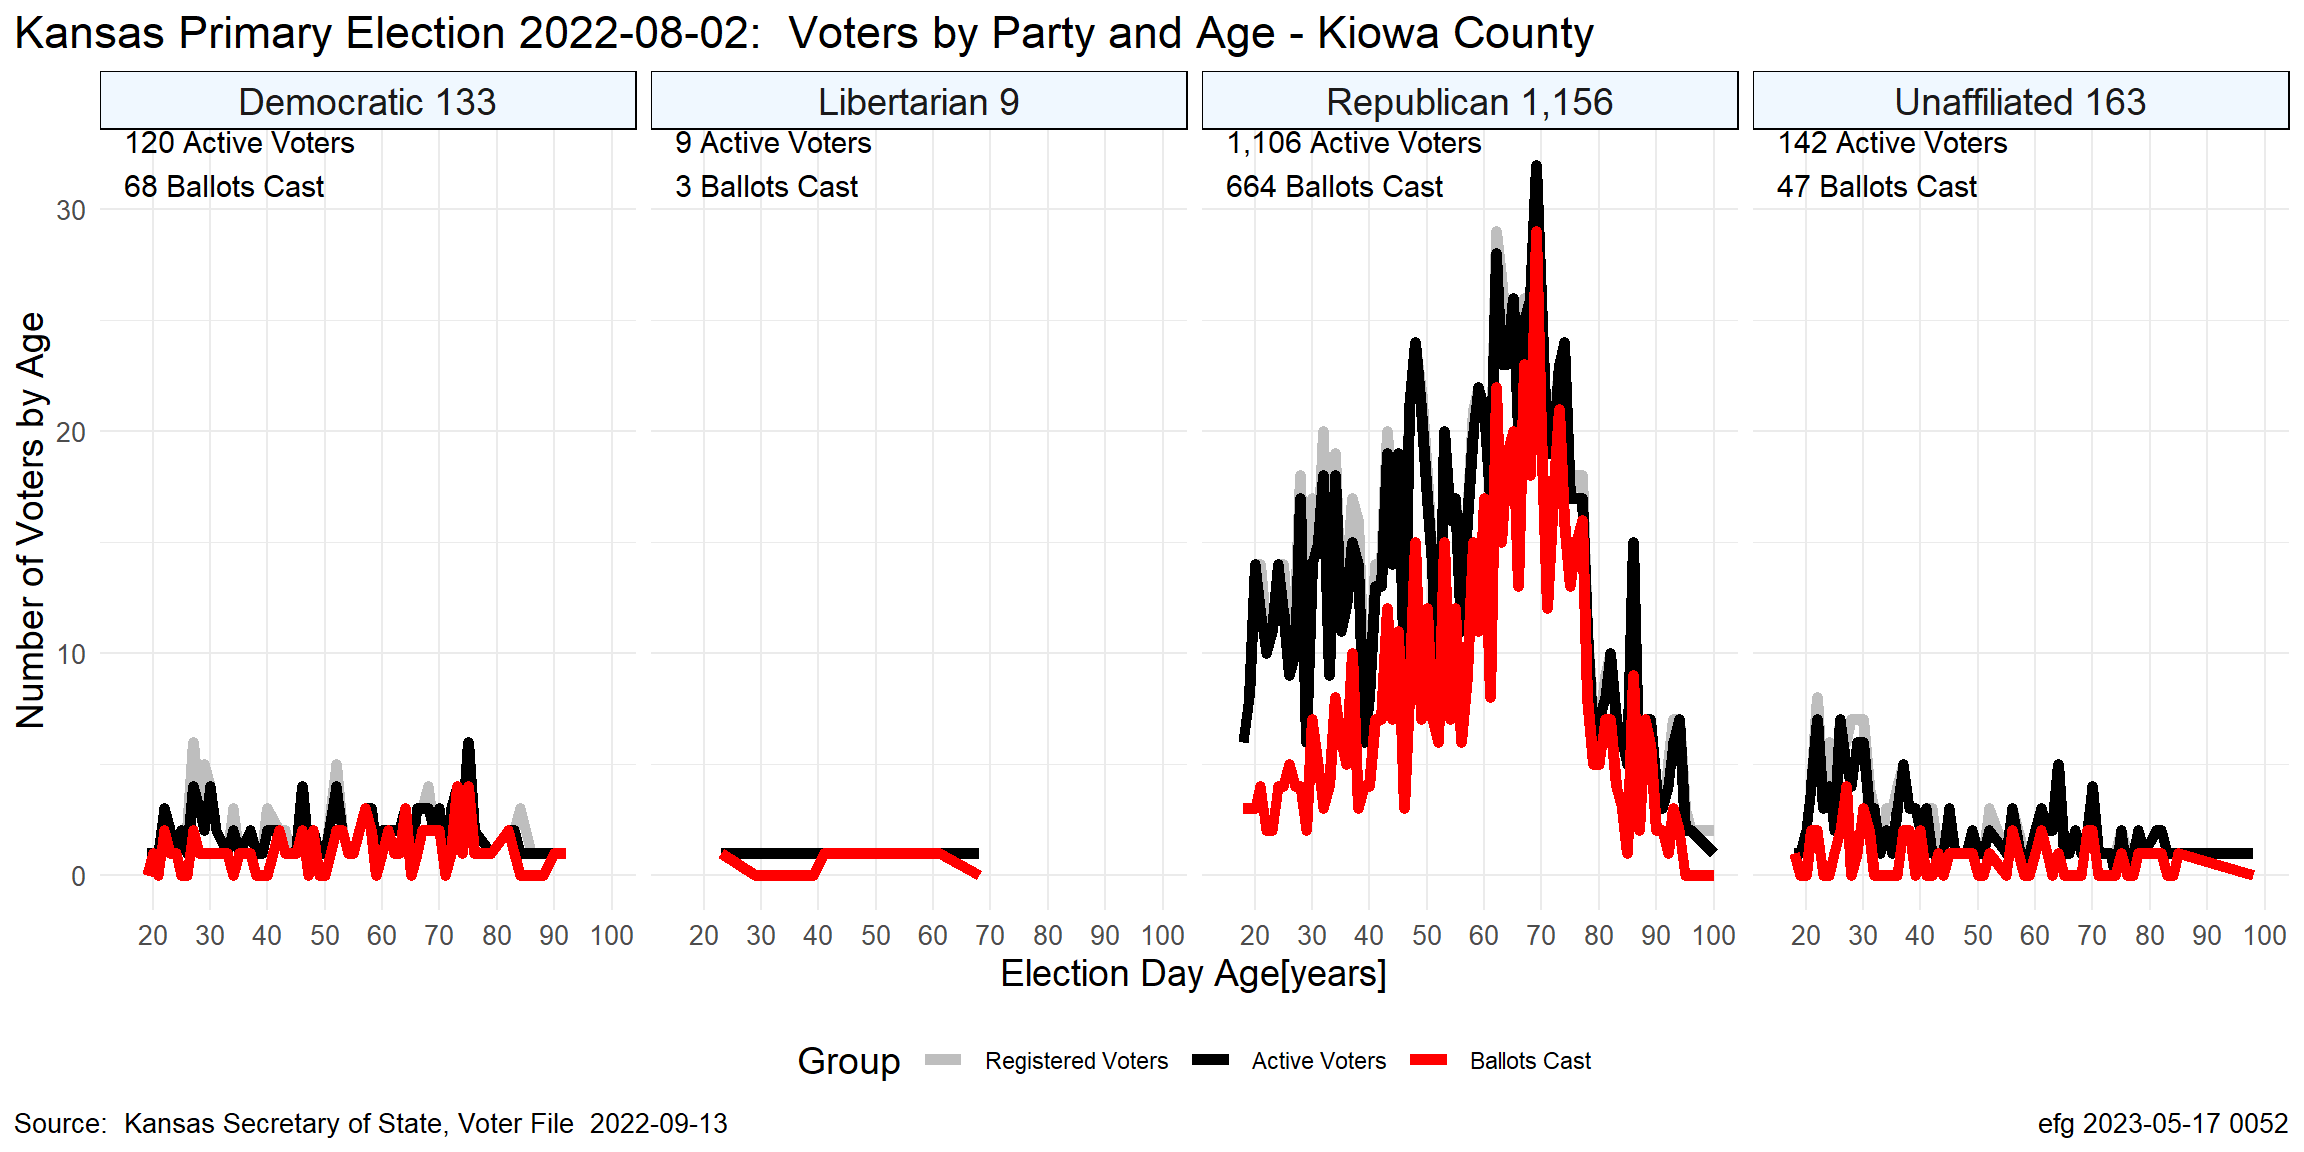 Kansas Primary Election 2022-08-02:  Voters by Party and Age - Kiowa County
Democratic 133
Libertarian 9
Republican 1,156
Unaffiliated 163
120 Active Voters
68 Ballots Cast
9 Active Voters
3 Ballots Cast
1,106 Active Voters
664 Ballots Cast
142 Active Voters
47 Ballots Cast
Number of Voters by Age
30
20
10
0
20 30 40 50 60 70 80 90 100
20 30 40 50 60 70 80 90 100
20 30 40 50 60 70 80 90 100
20 30 40 50 60 70 80 90 100
Election Day Age[years]
Group Registered Voters Active Voters Ballots Cast
Source:  Kansas Secretary of State, Voter File  2022-09-13
efg 2023-05-17 0052